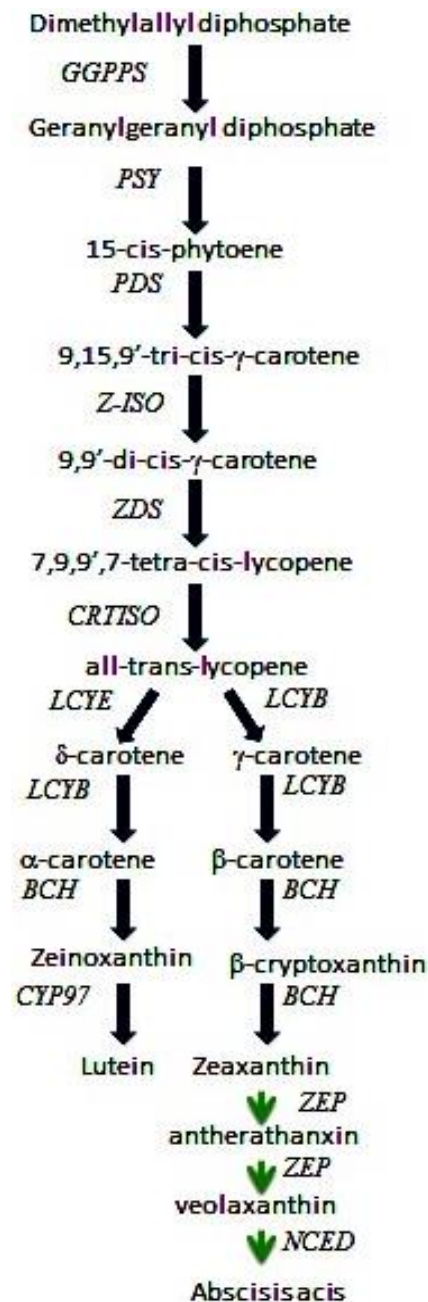 Dimethylallyl diphosphate
GGPPS
Geranylgeranyl diphosphate
PSY
15-cis-phytoene
PDS
9,15,9′-tri-cis-γ-carotene
Z-ISO
9,9′-di-cis-γ-carotene
ZDS
7,9,9′,7-tetra-cis-lycopene
CRTISO
all-trans-lycopene
LCYE LCYB
δ-carotene γ-carotene
LCYB LCYB
α-carotene β-carotene
BCH BCH
Zeinoxanthin β-cryptoxanthin
CYP97 BCH
Lutein Zeaxanthin
ZEP
antherathanxin
ZEP
veolaxanthin
NCED
Abscisis acis